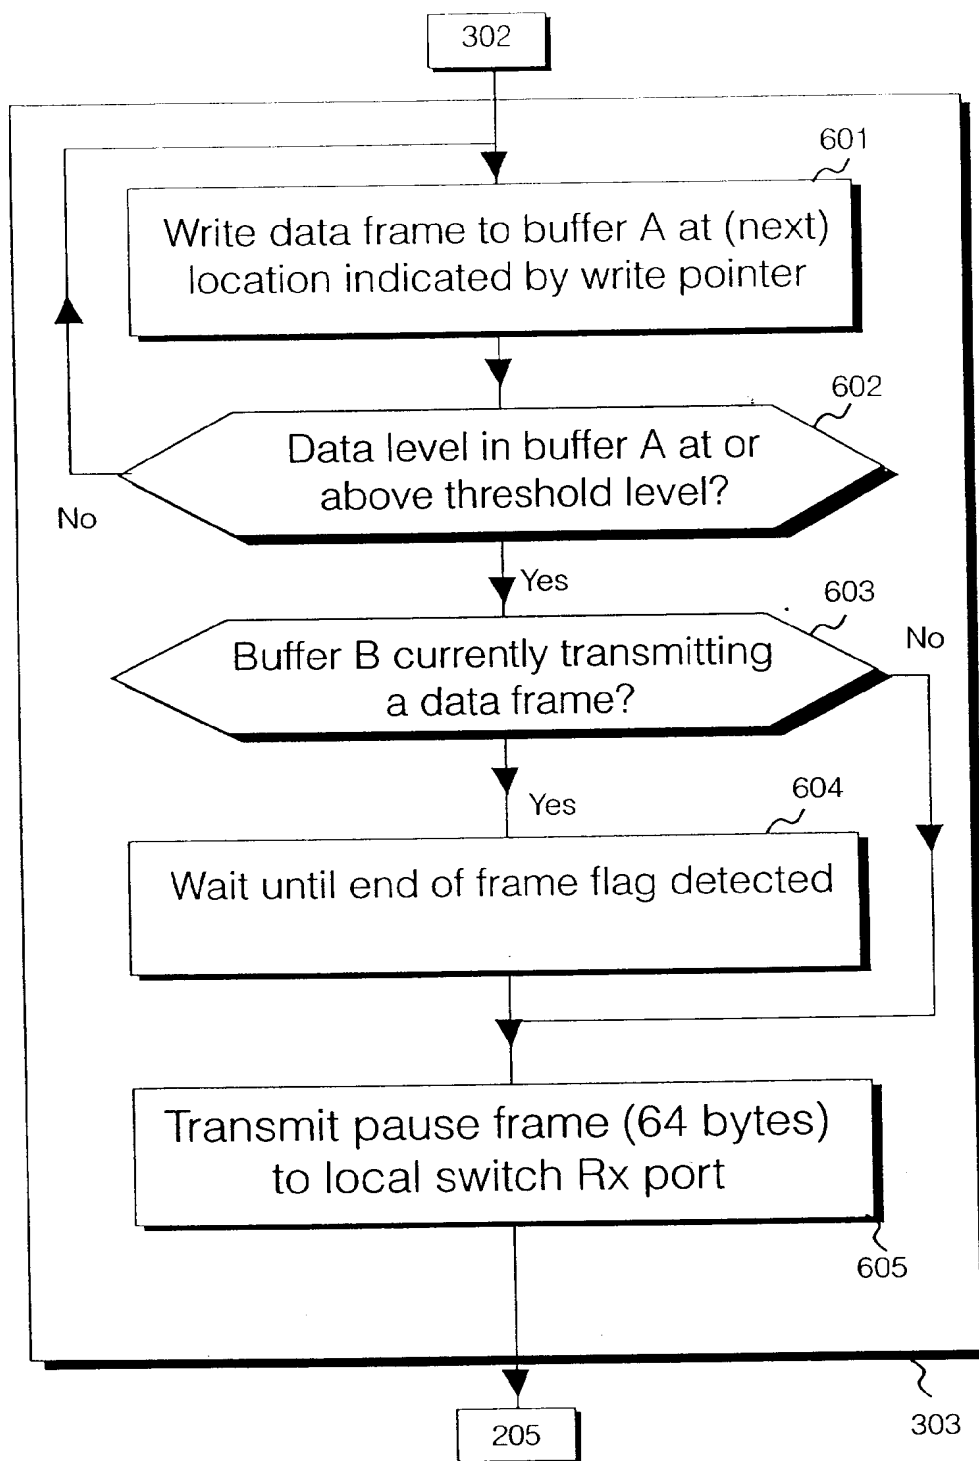 302
601
Write data frame to buffer A at (next)
location indicated by write pointer
602
Data level in buffer A at or
above threshold level?
No
Yes
603
No
Buffer B currently transmitting
a data frame?
604
Yes
Wait until end of frame flag detected
Transmit pause frame (64 bytes)
to local switch Rx port
605
303
205